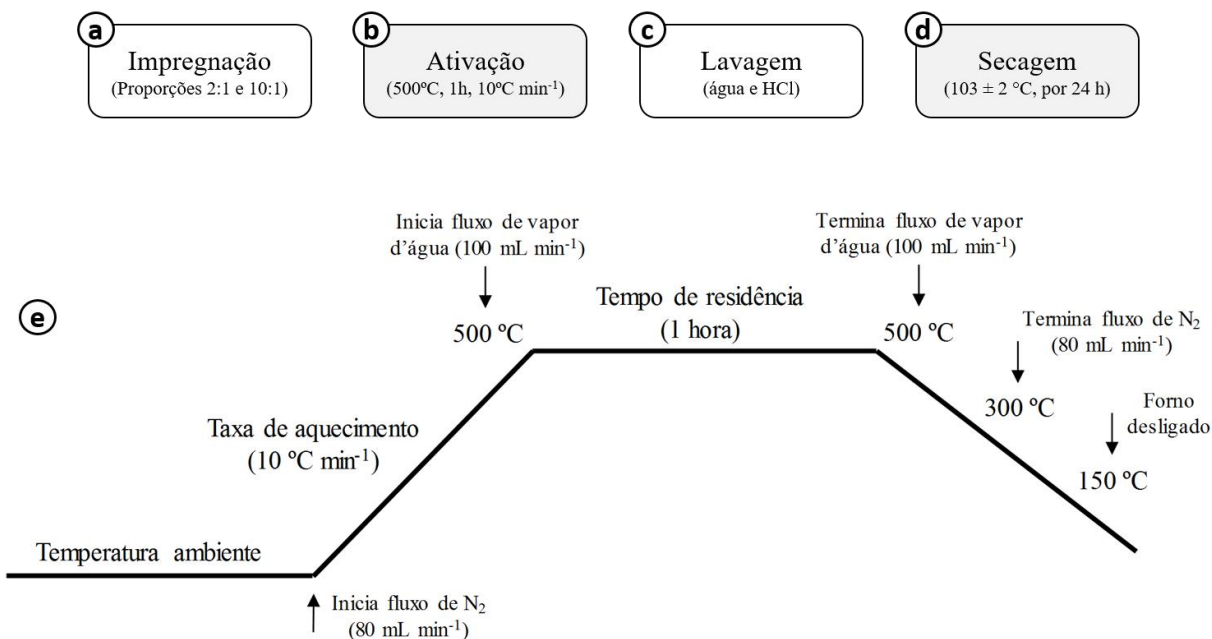 a
Impregnação
(Proporções 2:1 e 10:1)
b
Ativação
(500ºC, 1h, 10ºC min⁻¹)
c
Lavagem
(água e HCl)
d
Secagem
(103 ± 2 °C, por 24 h)
e
Inicia fluxo de vapor
d’água (100 mL min⁻¹)
500 ºC
Tempo de residência
(1 hora)
Termina fluxo de vapor
d’água (100 mL min⁻¹)
500 ºC
Termina fluxo de N₂
(80 mL min⁻¹)
300 ºC
Forno
desligado
150 ºC
Taxa de aquecimento
(10 ºC min⁻¹)
Temperatura ambiente
Inicia fluxo de N₂
(80 mL min⁻¹)